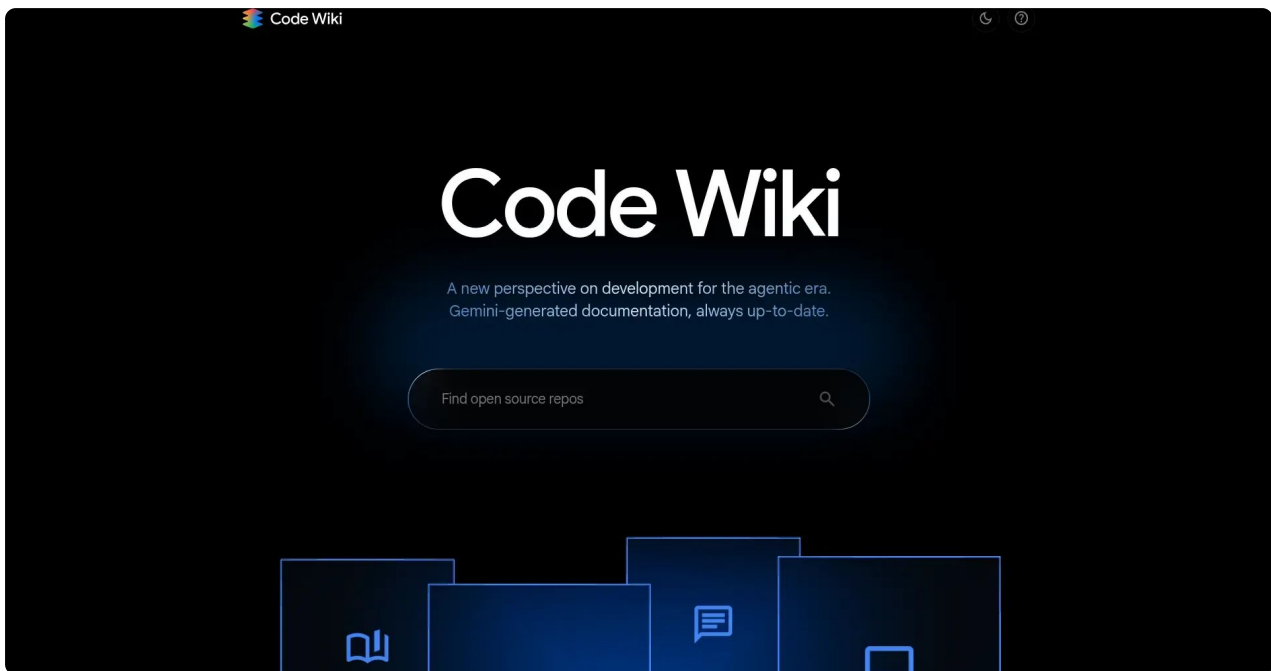 Code Wiki
Code Wiki
A new perspective on development for the agentic era.
Gemini-generated documentation, always up-to-date.
Find open source repos